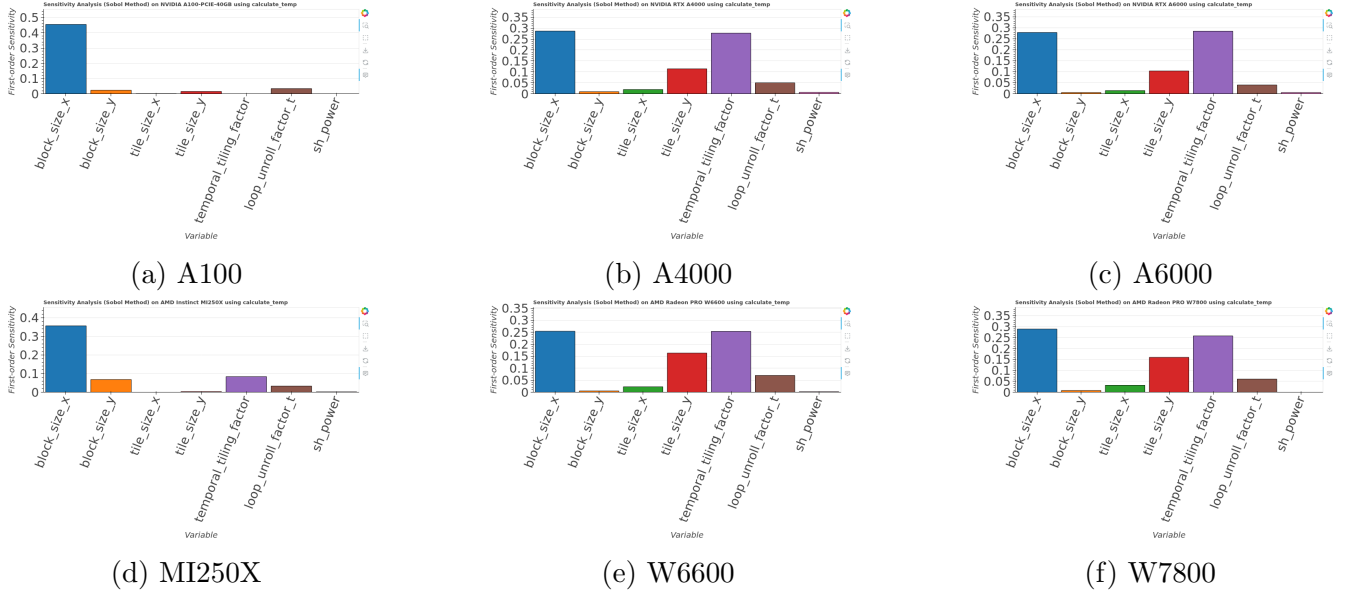 Sensitivity Analysis (Sobol Method) on NVIDIA A100-PCIE-40GB using calculate_temp
First-order Sensitivity
0.5
0.4
0.3
0.2
0.1
0
block_size_x
block_size_y
tile_size_x
tile_size_y
temporal_tiling_factor
loop_unroll_factor_t
sh_power
Variable
(a) A100
Sensitivity Analysis (Sobol Method) on NVIDIA RTX A4000 using calculate_temp
First-order Sensitivity
0.35
0.3
0.25
0.2
0.15
0.1
0.05
0
block_size_x
block_size_y
tile_size_x
tile_size_y
temporal_tiling_factor
loop_unroll_factor_t
sh_power
Variable
(b) A4000
Sensitivity Analysis (Sobol Method) on NVIDIA RTX A6000 using calculate_temp
First-order Sensitivity
0.35
0.3
0.25
0.2
0.15
0.1
0.05
0
block_size_x
block_size_y
tile_size_x
tile_size_y
temporal_tiling_factor
loop_unroll_factor_t
sh_power
Variable
(c) A6000
Sensitivity Analysis (Sobol Method) on AMD Instinct MI250X using calculate_temp
First-order Sensitivity
0.4
0.3
0.2
0.1
0
block_size_x
block_size_y
tile_size_x
tile_size_y
temporal_tiling_factor
loop_unroll_factor_t
sh_power
Variable
(d) MI250X
Sensitivity Analysis (Sobol Method) on AMD Radeon PRO W6600 using calculate_temp
First-order Sensitivity
0.35
0.3
0.25
0.2
0.15
0.1
0.05
0
block_size_x
block_size_y
tile_size_x
tile_size_y
temporal_tiling_factor
loop_unroll_factor_t
sh_power
Variable
(e) W6600
Sensitivity Analysis (Sobol Method) on AMD Radeon PRO W7800 using calculate_temp
First-order Sensitivity
0.35
0.3
0.25
0.2
0.15
0.1
0.05
0
block_size_x
block_size_y
tile_size_x
tile_size_y
temporal_tiling_factor
loop_unroll_factor_t
sh_power
Variable
(f) W7800